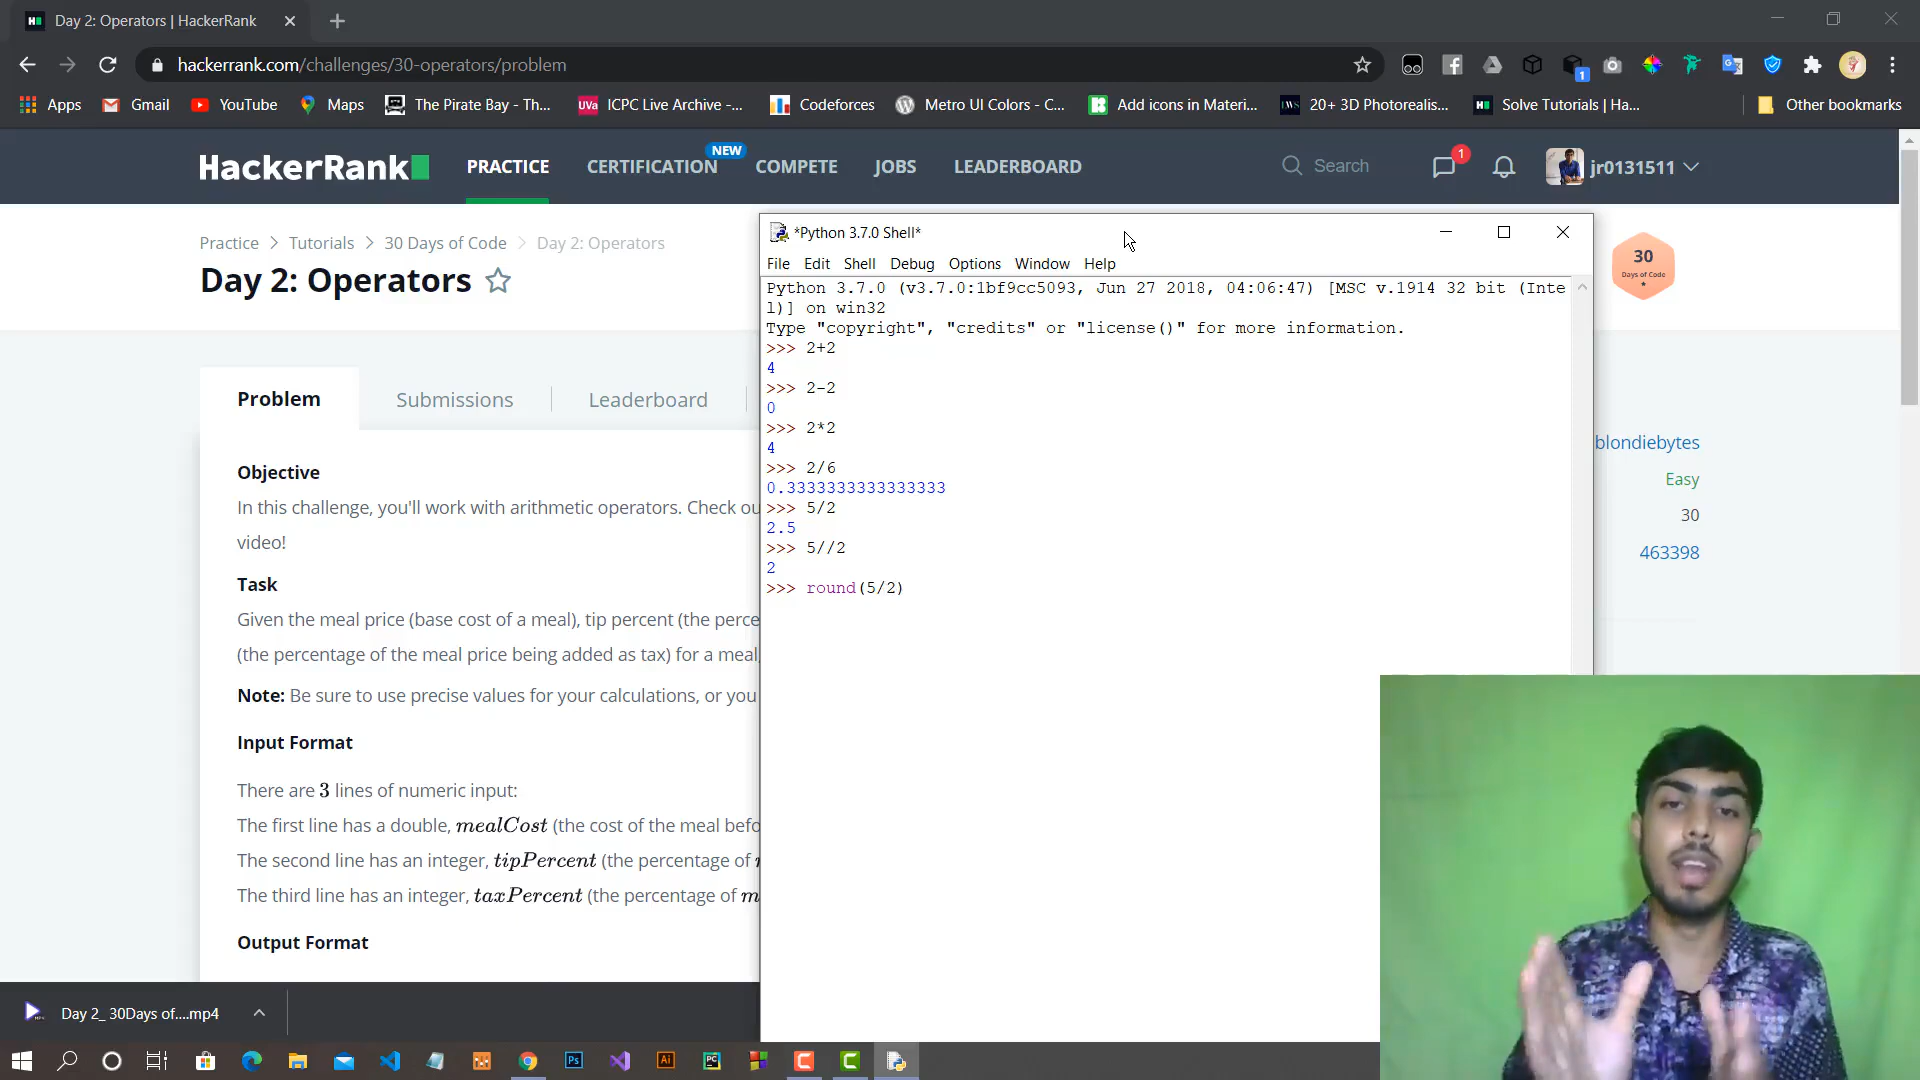 Day 2: Operators | HackerRank
hackerrank.com/challenges/30-operators/problem
1
Apps
Gmail
YouTube
Maps
The Pirate Bay - Th...
UVa ICPC Live Archive -...
Codeforces
Metro UI Colors - C...
Add icons in Materi...
20+ 3D Photorealis...
Solve Tutorials | Ha...
Other bookmarks
HackerRank
PRACTICE
CERTIFICATION
NEW
COMPETE
JOBS
LEADERBOARD
Search
1
jr0131511
Practice > Tutorials > 30 Days of Code > Day 2: Operators
Day 2: Operators
30
Days of Code
Problem
Submissions
Leaderboard
Objective
In this challenge, you'll work with arithmetic operators. Check ou
video!
Task
Given the meal price (base cost of a meal), tip percent (the perce
(the percentage of the meal price being added as tax) for a meal,
Note: Be sure to use precise values for your calculations, or you
Input Format
There are 3 lines of numeric input:
The first line has a double, mealCost (the cost of the meal befo
The second line has an integer, tipPercent (the percentage of
The third line has an integer, taxPercent (the percentage of m
Output Format
blondiebytes
Easy
30
463398
*Python 3.7.0 Shell*
File Edit Shell Debug Options Window Help
Python 3.7.0 (v3.7.0:1bf9cc5093, Jun 27 2018, 04:06:47) [MSC v.1914 32 bit (Inte
l)] on win32
Type "copyright", "credits" or "license()" for more information.
>>> 2+2
4
>>> 2-2
0
>>> 2*2
4
>>> 2/6
0.3333333333333333
>>> 5/2
2.5
>>> 5//2
2
>>> round(5/2)
Day 2_ 30Days of....mp4
Ps
Ai
PC
C
C